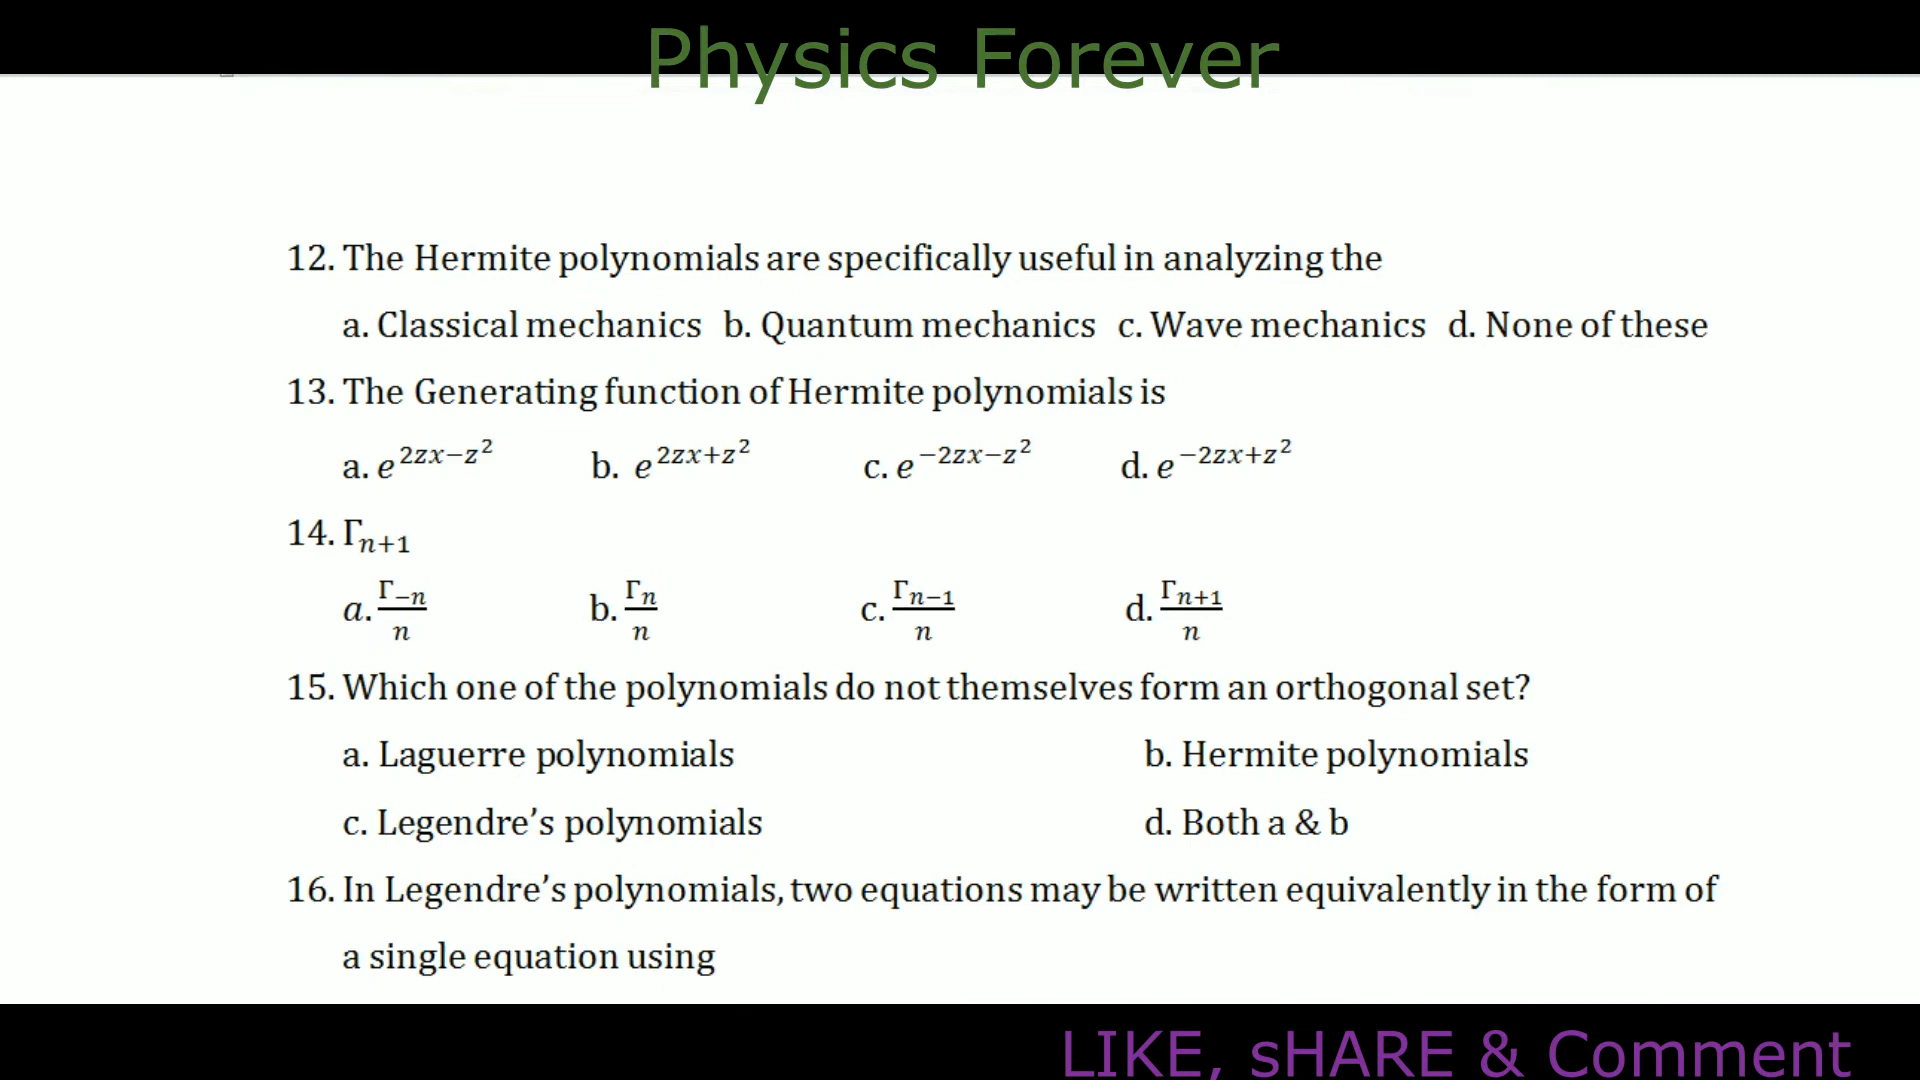 Physics Forever
12. The Hermite polynomials are specifically useful in analyzing the
a. Classical mechanics b. Quantum mechanics c. Wave mechanics d. None of these
13. The Generating function of Hermite polynomials is
a. e^{2zx−z^2} b. e^{2zx+z^2} c. e^{−2zx−z^2} d. e^{−2zx+z^2}
14. Γ_{n+1}
a. Γ_{−n}/n b. Γ_n/n c. Γ_{n−1}/n d. Γ_{n+1}/n
15. Which one of the polynomials do not themselves form an orthogonal set?
a. Laguerre polynomials b. Hermite polynomials
c. Legendre’s polynomials d. Both a & b
16. In Legendre’s polynomials, two equations may be written equivalently in the form of
a single equation using
LIKE, sHARE & Comment